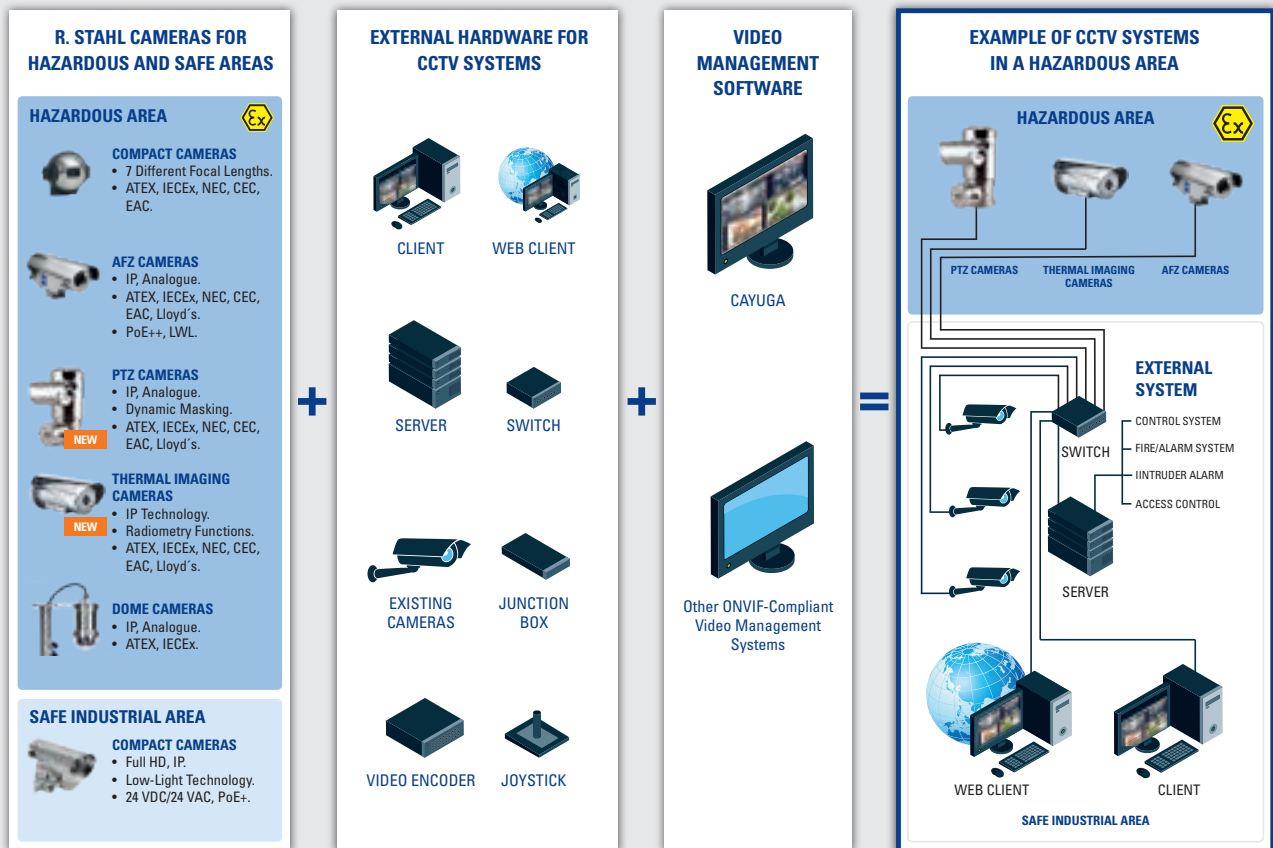 R. STAHL CAMERAS FOR
HAZARDOUS AND SAFE AREAS
HAZARDOUS AREA
Ex
COMPACT CAMERAS
• 7 Different Focal Lengths.
• ATEX, IECEx, NEC, CEC,
EAC.
AFZ CAMERAS
• IP, Analogue.
• ATEX, IECEx, NEC, CEC,
EAC, Lloyd´s.
• PoE++, LWL.
PTZ CAMERAS
• IP, Analogue.
• Dynamic Masking.
• ATEX, IECEx, NEC, CEC,
EAC, Lloyd´s.
NEW
THERMAL IMAGING
CAMERAS
• IP Technology.
• Radiometry Functions.
• ATEX, IECEx, NEC, CEC,
EAC, Lloyd´s.
NEW
DOME CAMERAS
• IP, Analogue.
• ATEX, IECEx.
SAFE INDUSTRIAL AREA
COMPACT CAMERAS
• Full HD, IP.
• Low-Light Technology.
• 24 VDC/24 VAC, PoE+.
+
EXTERNAL HARDWARE FOR
CCTV SYSTEMS
CLIENT
WEB CLIENT
SERVER
SWITCH
EXISTING
CAMERAS
JUNCTION
BOX
VIDEO ENCODER
JOYSTICK
+
VIDEO
MANAGEMENT
SOFTWARE
CAYUGA
Other ONVIF-Compliant
Video Management
Systems
=
EXAMPLE OF CCTV SYSTEMS
IN A HAZARDOUS AREA
HAZARDOUS AREA
Ex
PTZ CAMERAS
THERMAL IMAGING
CAMERAS
AFZ CAMERAS
EXTERNAL
SYSTEM
CONTROL SYSTEM
FIRE/ALARM SYSTEM
IINTRUDER ALARM
ACCESS CONTROL
SWITCH
SERVER
WEB CLIENT
CLIENT
SAFE INDUSTRIAL AREA